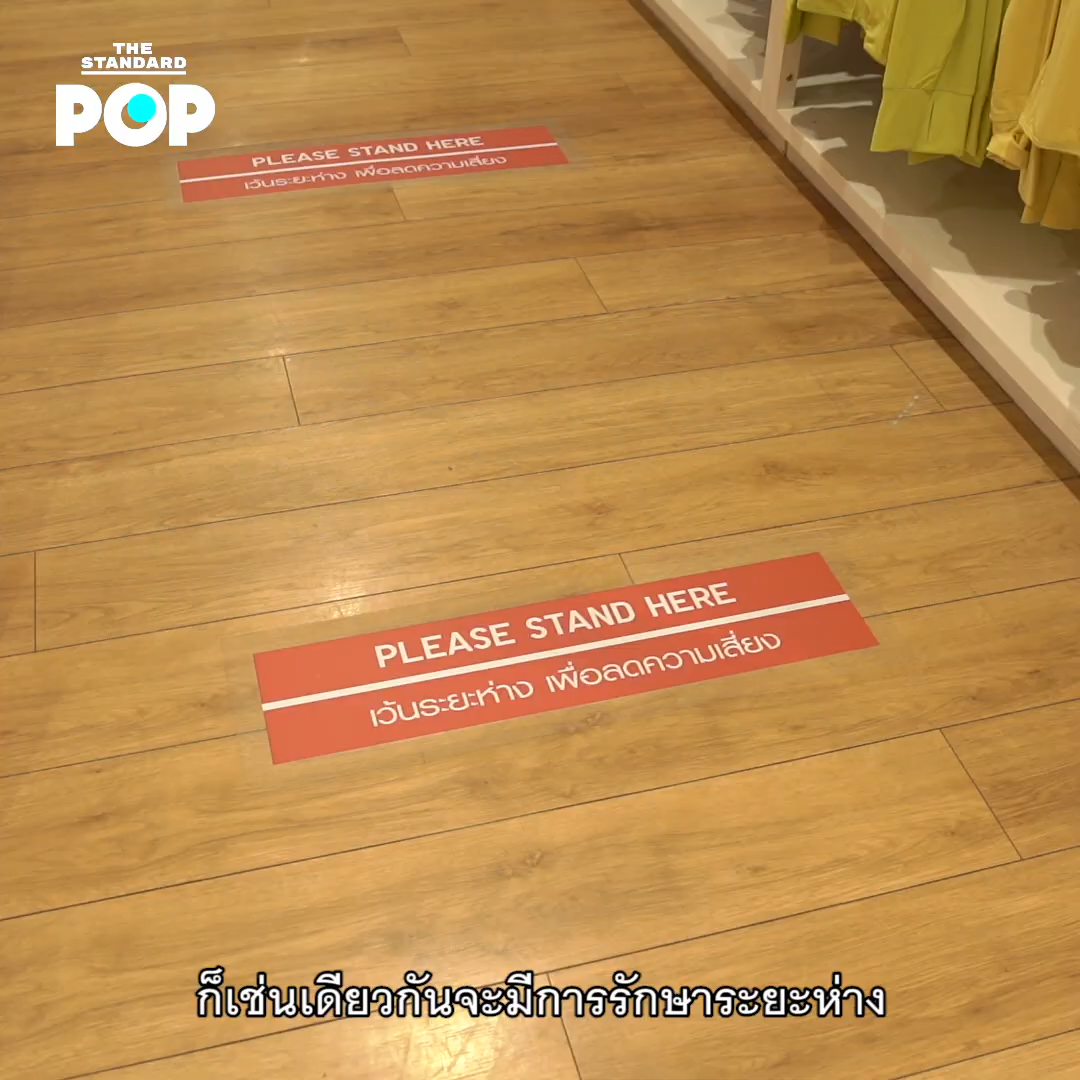 THE
STANDARD
POP
PLEASE STAND HERE
เว้นระยะห่าง เพื่อลดความเสี่ยง
PLEASE STAND HERE
เว้นระยะห่าง เพื่อลดความเสี่ยง
ก็เช่นเดียวกันจะมีการรักษาระยะห่าง